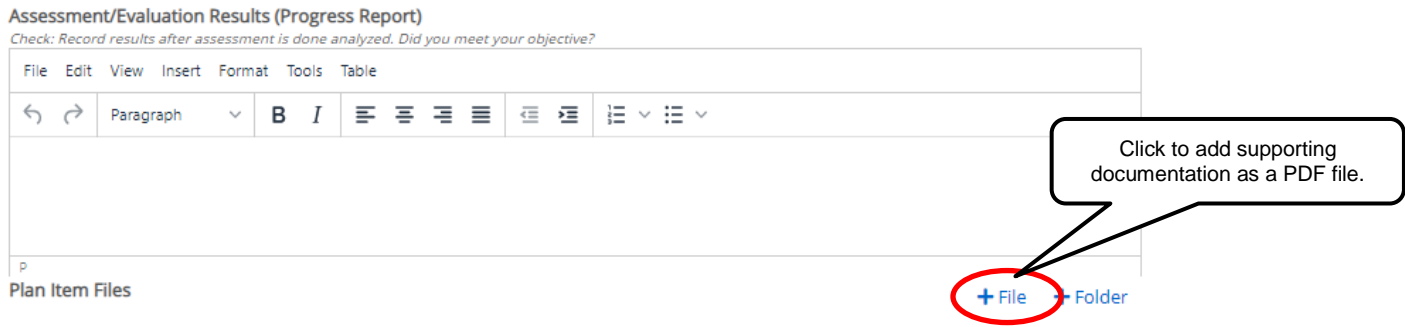 Assessment/Evaluation Results (Progress Report)
Check: Record results after assessment is done analyzed. Did you meet your objective?
File Edit View Insert Format Tools Table
Paragraph B I
Click to add supporting
documentation as a PDF file.
P
Plan Item Files + File + Folder